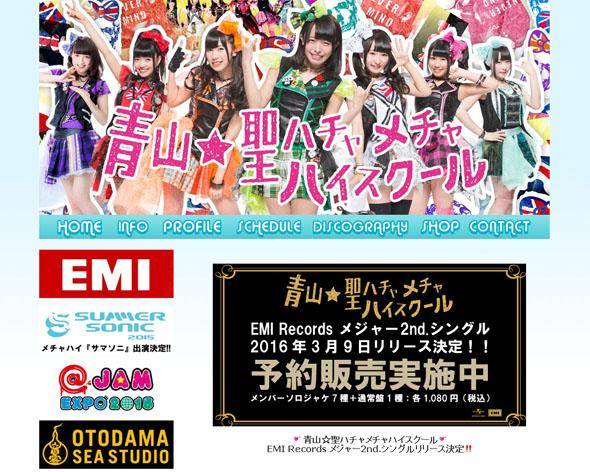 NEVER MIND
青山☆聖ハチャメチャ
ハイスクール
HOME INFO PROFILE SCHEDULE DISCOGRAPHY SHOP CONTACT
EMI
SUMMER
SONIC
2015
メチャハイ『サマソニ』出演決定!!
@-JAM
EXPO 2015
OTODAMA
SEA STUDIO
青山☆聖ハチャメチャ
ハイスクール
EMI Records メジャー2nd.シングル
2016年3月9日リリース決定！！
予約販売実施中
メンバーソロジャケ7種＋通常盤1種：各1,080円（税込）
EMI
青山☆聖ハチャメチャハイスクール
EMI Records メジャー2nd.シングルリリース決定!!